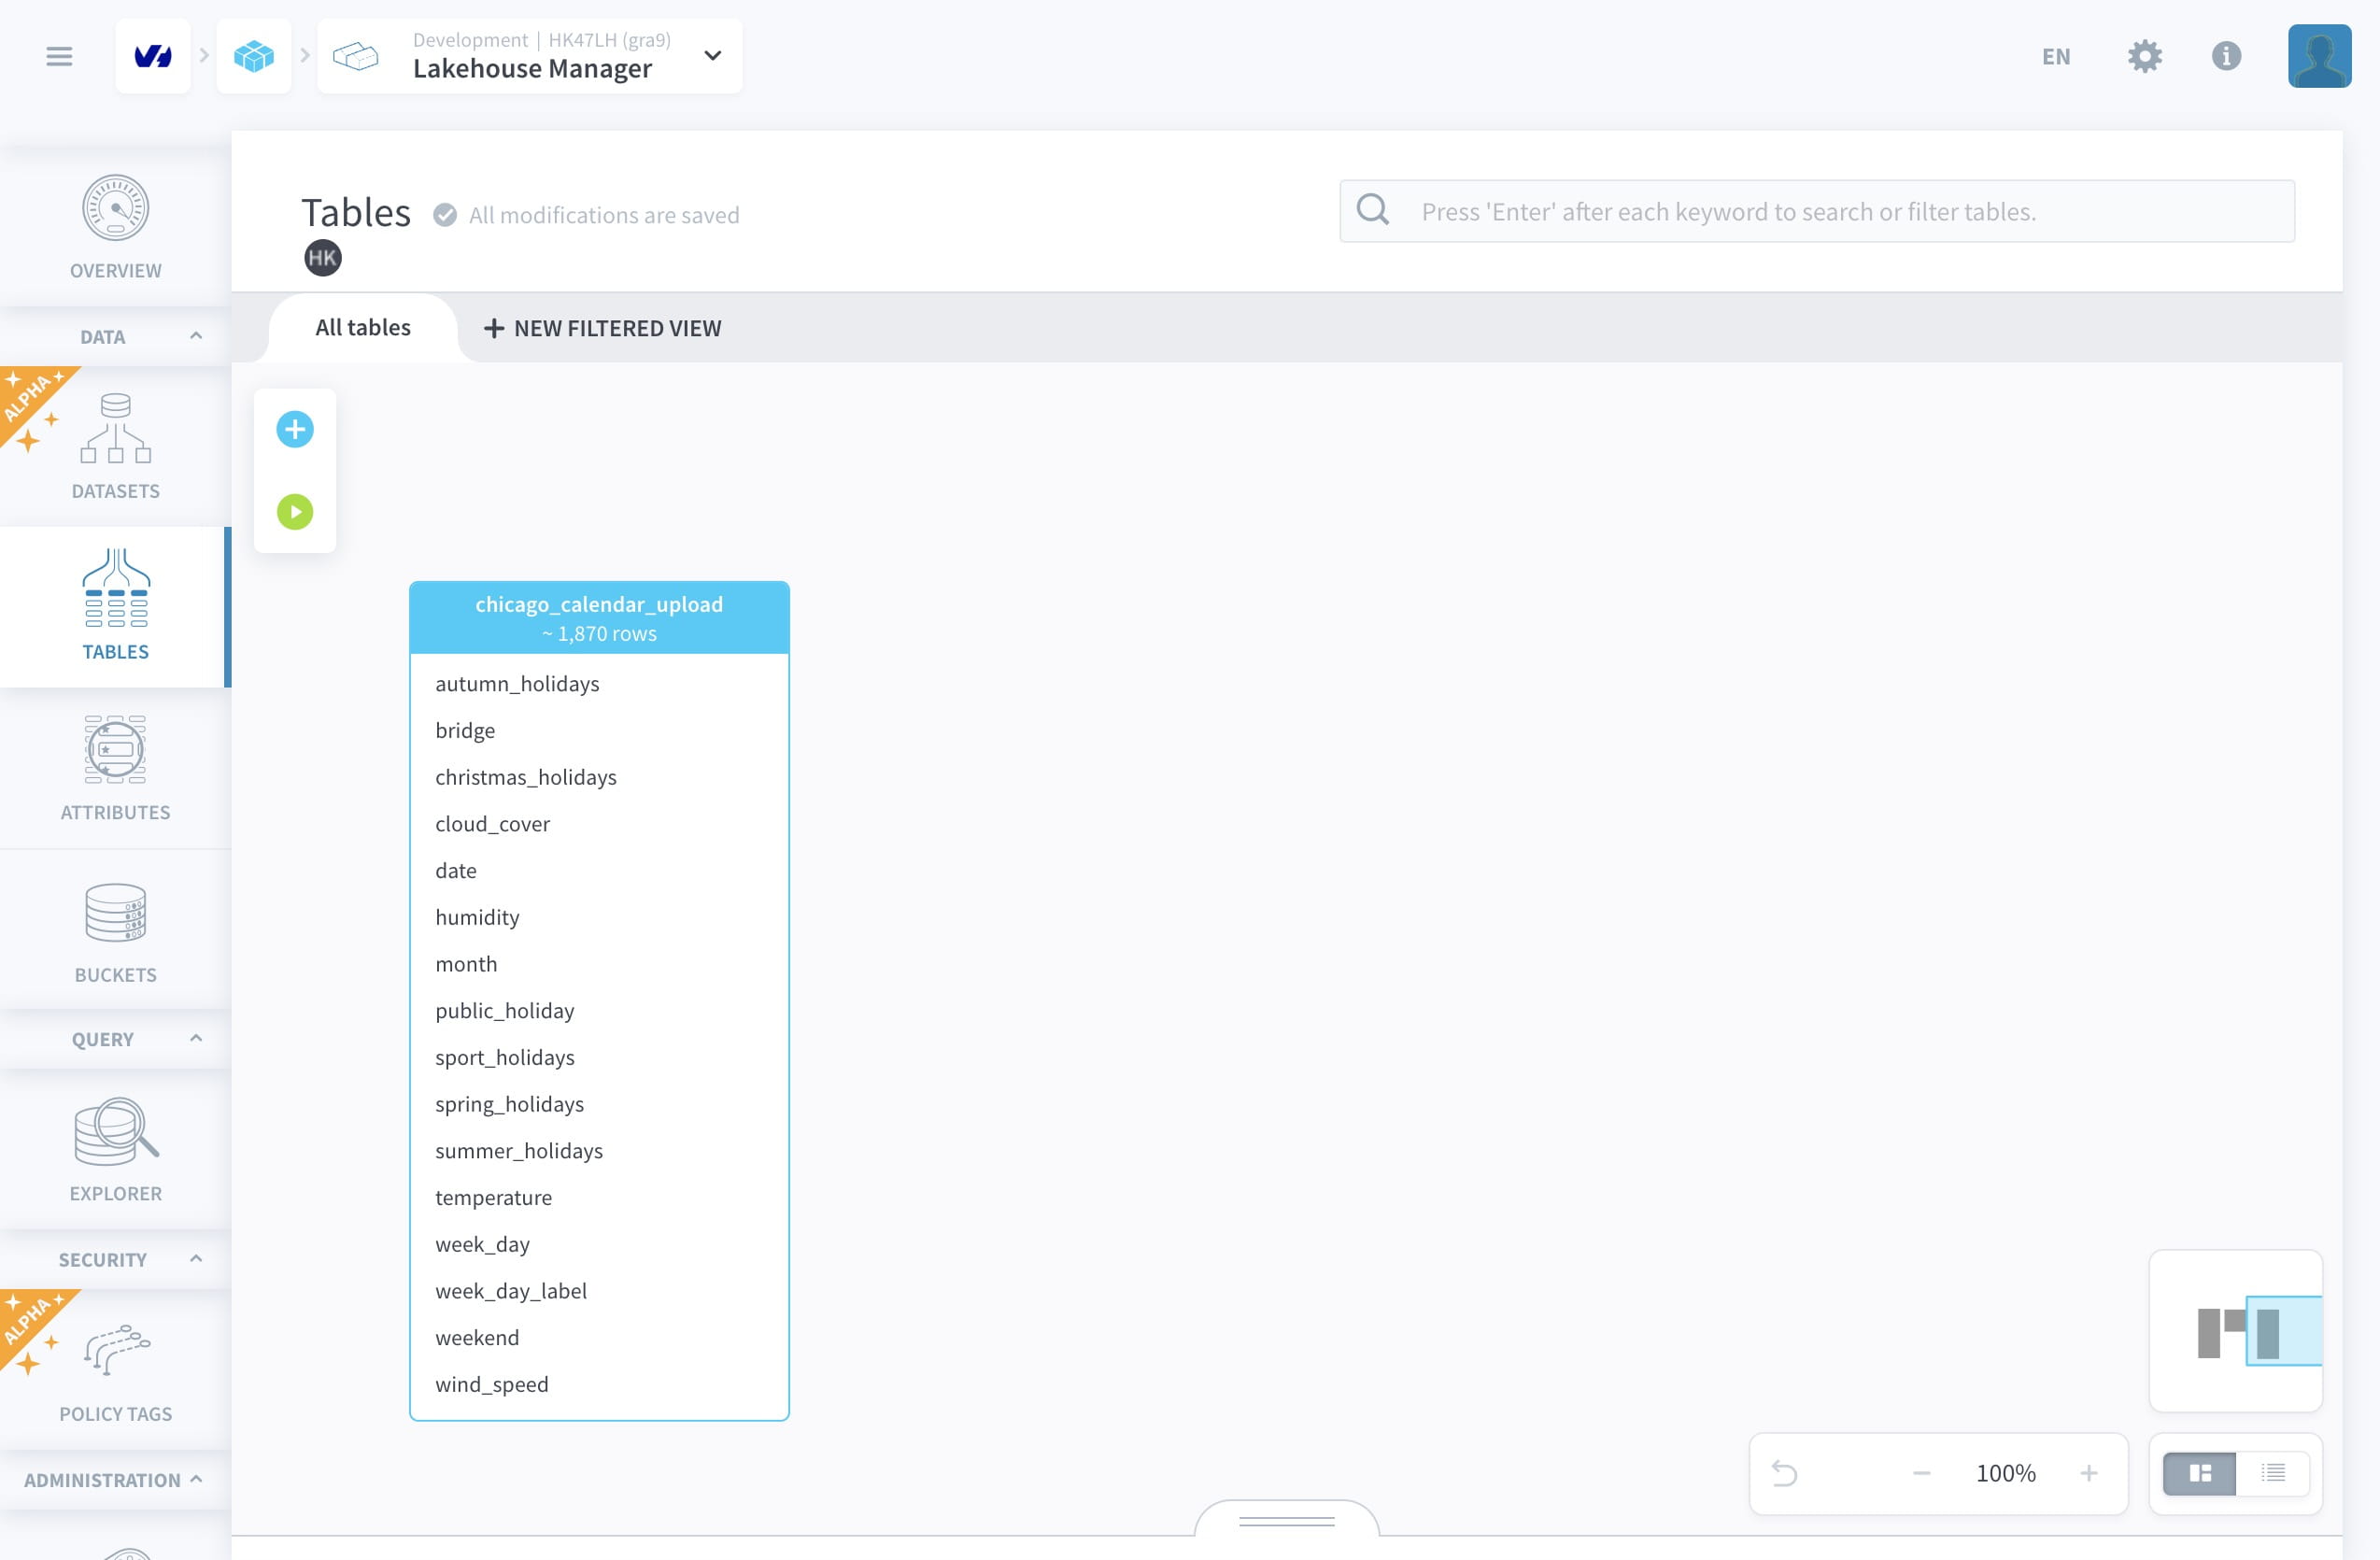 Development | HK47LH (gra9)
Lakehouse Manager
EN
OVERVIEW
DATA
ALPHA
DATASETS
TABLES
ATTRIBUTES
BUCKETS
QUERY
EXPLORER
SECURITY
ALPHA
POLICY TAGS
ADMINISTRATION
Tables
All modifications are saved
HK
Press 'Enter' after each keyword to search or filter tables.
All tables
+ NEW FILTERED VIEW
chicago_calendar_upload
~ 1,870 rows
autumn_holidays
bridge
christmas_holidays
cloud_cover
date
humidity
month
public_holiday
sport_holidays
spring_holidays
summer_holidays
temperature
week_day
week_day_label
weekend
wind_speed
100%